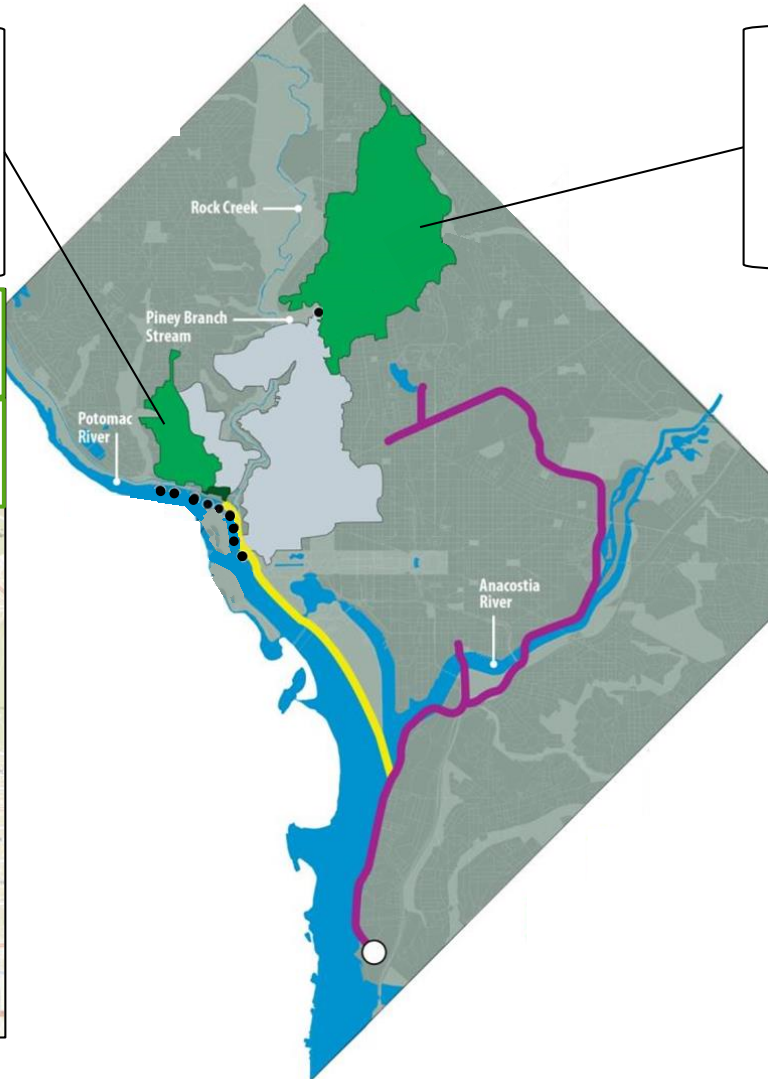 Rock Creek
Piney Branch
Stream
Potomac
River
Anacostia
River